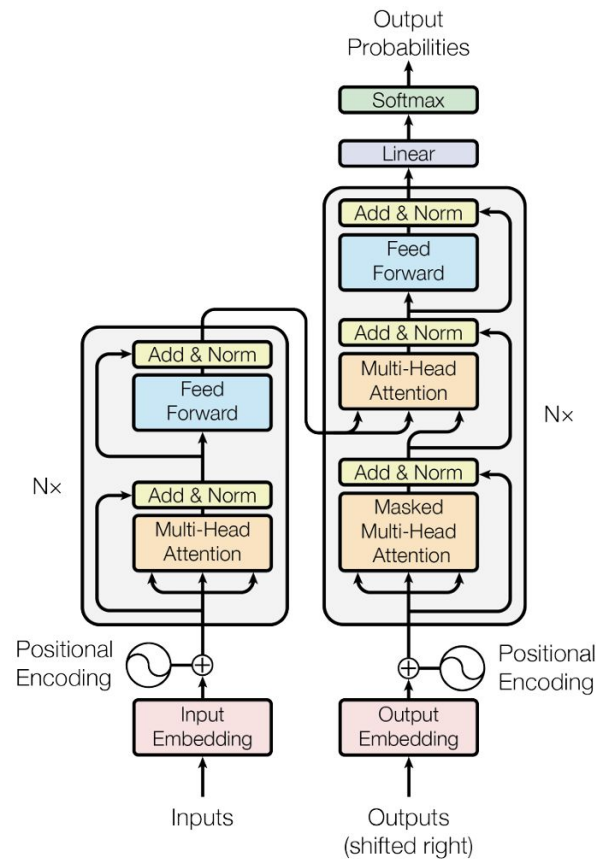 Output
Probabilities
Softmax
Linear
Add & Norm
Feed
Forward
Add & Norm
Multi-Head
Attention
Add & Norm
Masked
Multi-Head
Attention
N×
Add & Norm
Feed
Forward
Add & Norm
Multi-Head
Attention
N×
Positional
Encoding
Positional
Encoding
Input
Embedding
Output
Embedding
Inputs
Outputs
(shifted right)